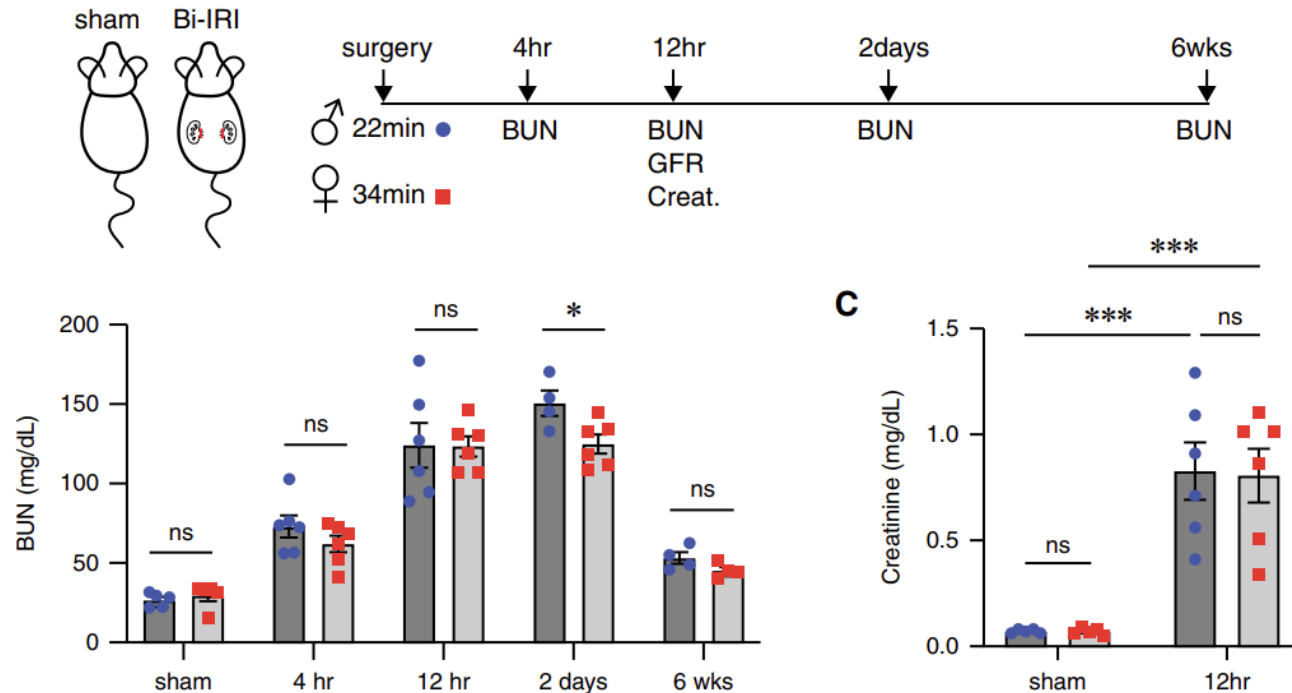 sham Bi-IRI
surgery 4hr 12hr 2days 6wks
♂ 22min BUN BUN BUN BUN
GFR
♀ 34min Creat.
BUN (mg/dL)
200
150
100
50
0
ns
ns
ns
*
ns
sham 4 hr 12 hr 2 days 6 wks
C
Creatinine (mg/dL)
1.5
1.0
0.5
0.0
***
***
ns
ns
sham 12hr